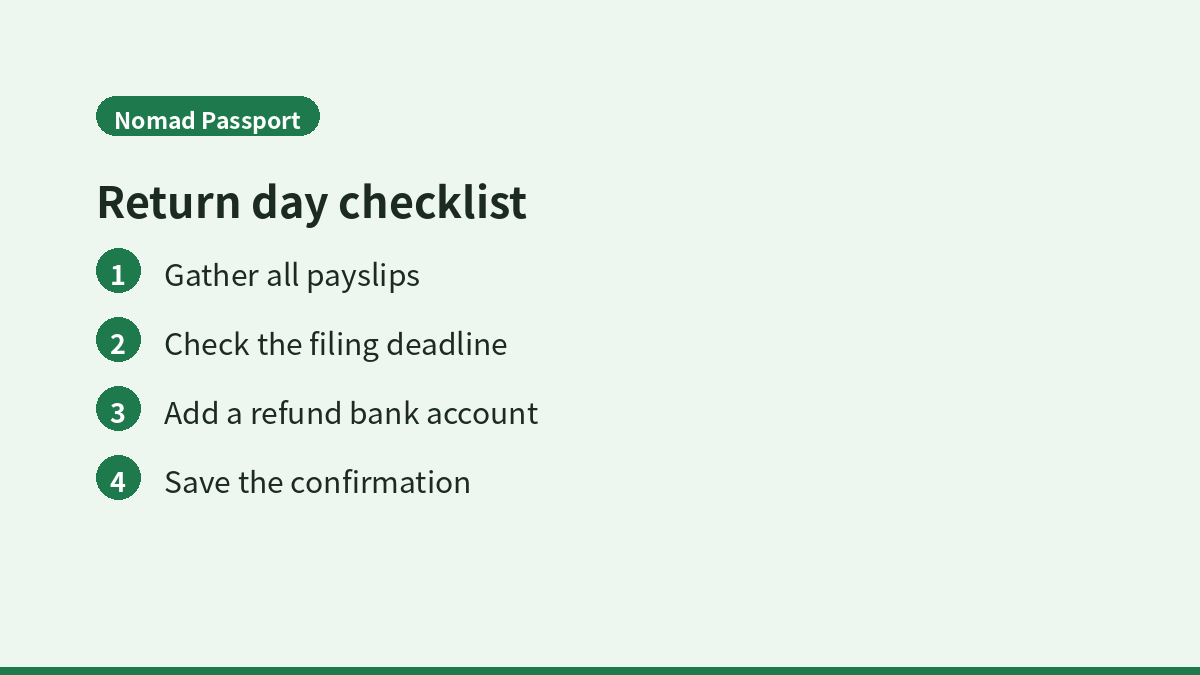 Nomad Passport
Return day checklist
1 Gather all payslips
2 Check the filing deadline
3 Add a refund bank account
4 Save the confirmation